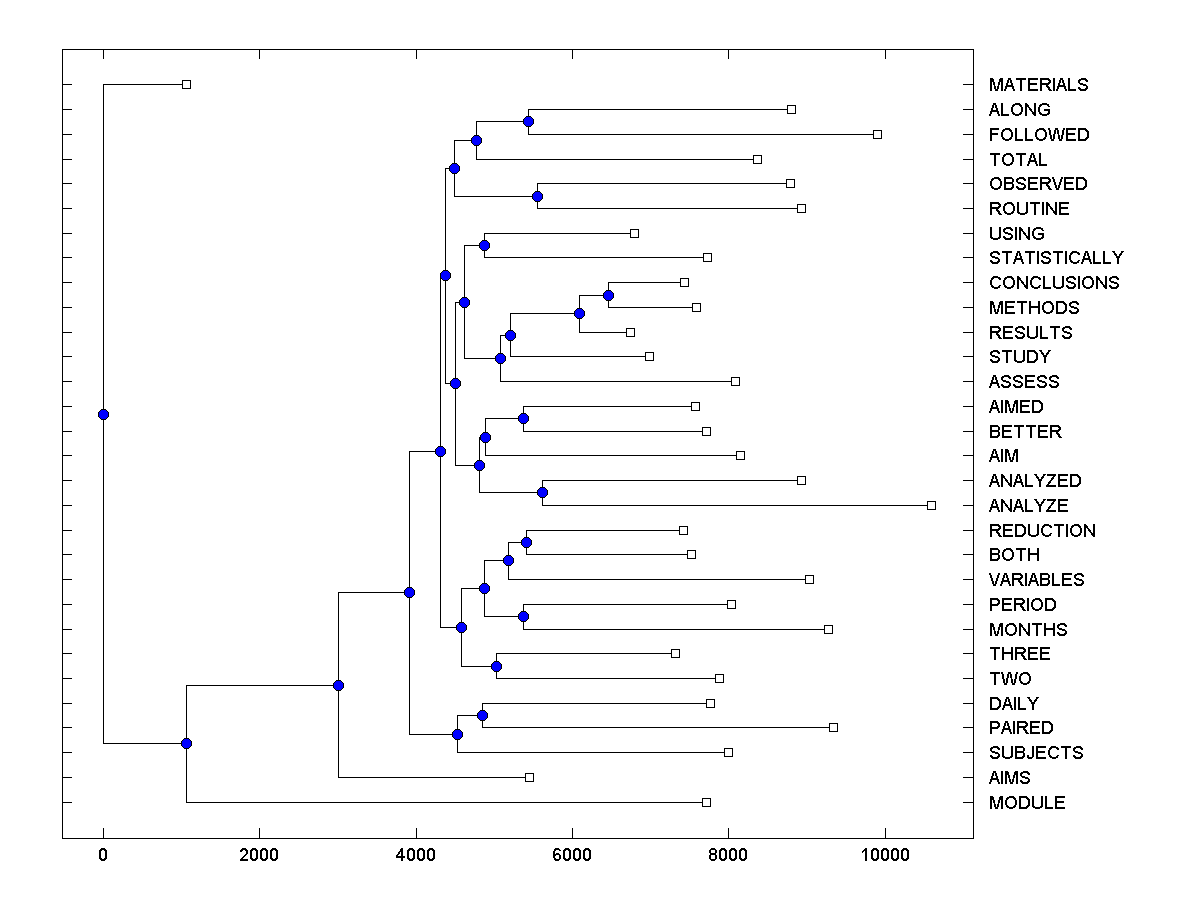 MATERIALS
ALONG
FOLLOWED
TOTAL
OBSERVED
ROUTINE
USING
STATISTICALLY
CONCLUSIONS
METHODS
RESULTS
STUDY
ASSESS
AIMED
BETTER
AIM
ANALYZED
ANALYZE
REDUCTION
BOTH
VARIABLES
PERIOD
MONTHS
THREE
TWO
DAILY
PAIRED
SUBJECTS
AIMS
MODULE
0 2000 4000 6000 8000 10000